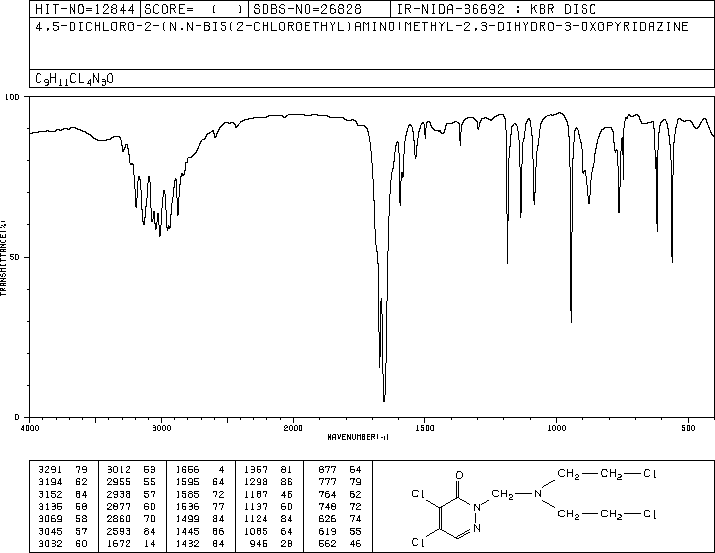 HIT-NO=12844 SCORE= ( ) SDBS-NO=26828 IR-NIDA-36692 : KBR DISC
4,5-DICHLORO-2-(N,N-BIS(2-CHLOROETHYL)AMINO)METHYL-2,3-DIHYDRO-3-OXOPYRIDAZINE
C9H11CL4N3O
100
50
0
TRANSMITTANCE(%)
4000 3000 2000 1500 1000 500
WAVENUMBER(-1)
3291 79 3012 53 1656 4 1367 81 877 64
3194 62 2955 55 1595 64 1298 86 777 79
3152 84 2938 57 1585 72 1187 46 764 62
3135 58 2877 60 1536 77 1137 60 748 72
3069 58 2860 70 1499 84 1124 84 626 74
3045 57 2593 84 1445 86 1085 64 619 55
3032 60 1672 14 1432 84 945 28 562 46
O
CH2—CH2—Cl
Cl
N—CH2—N
N
CH2—CH2—Cl
Cl